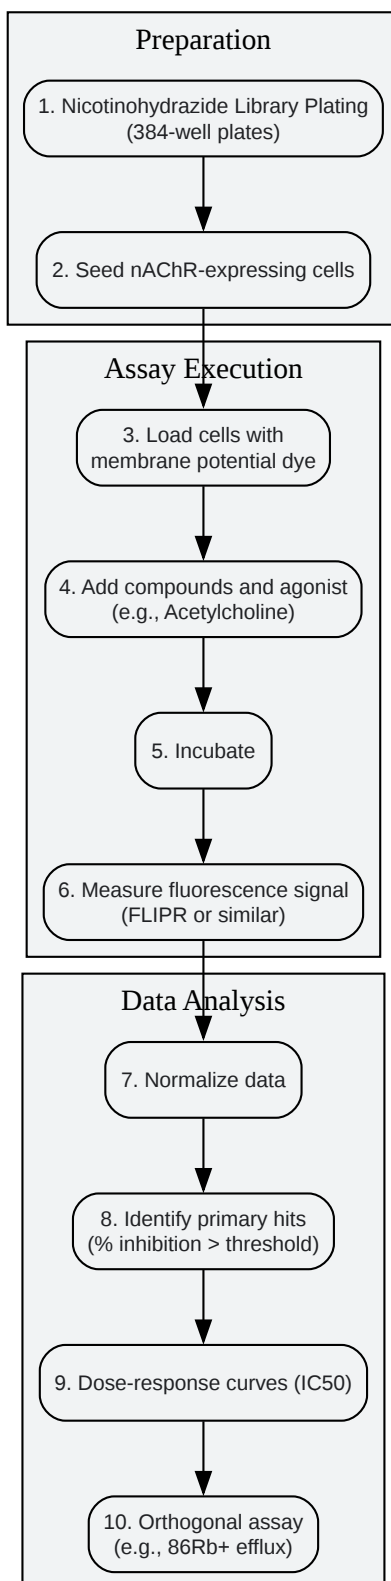 Preparation
1. Nicotinohydrazide Library Plating
(384-well plates)
2. Seed nAChR-expressing cells
Assay Execution
3. Load cells with
membrane potential dye
4. Add compounds and agonist
(e.g., Acetylcholine)
5. Incubate
6. Measure fluorescence signal
(FLIPR or similar)
Data Analysis
7. Normalize data
8. Identify primary hits
(% inhibition > threshold)
9. Dose-response curves (IC50)
10. Orthogonal assay
(e.g., 86Rb+ efflux)